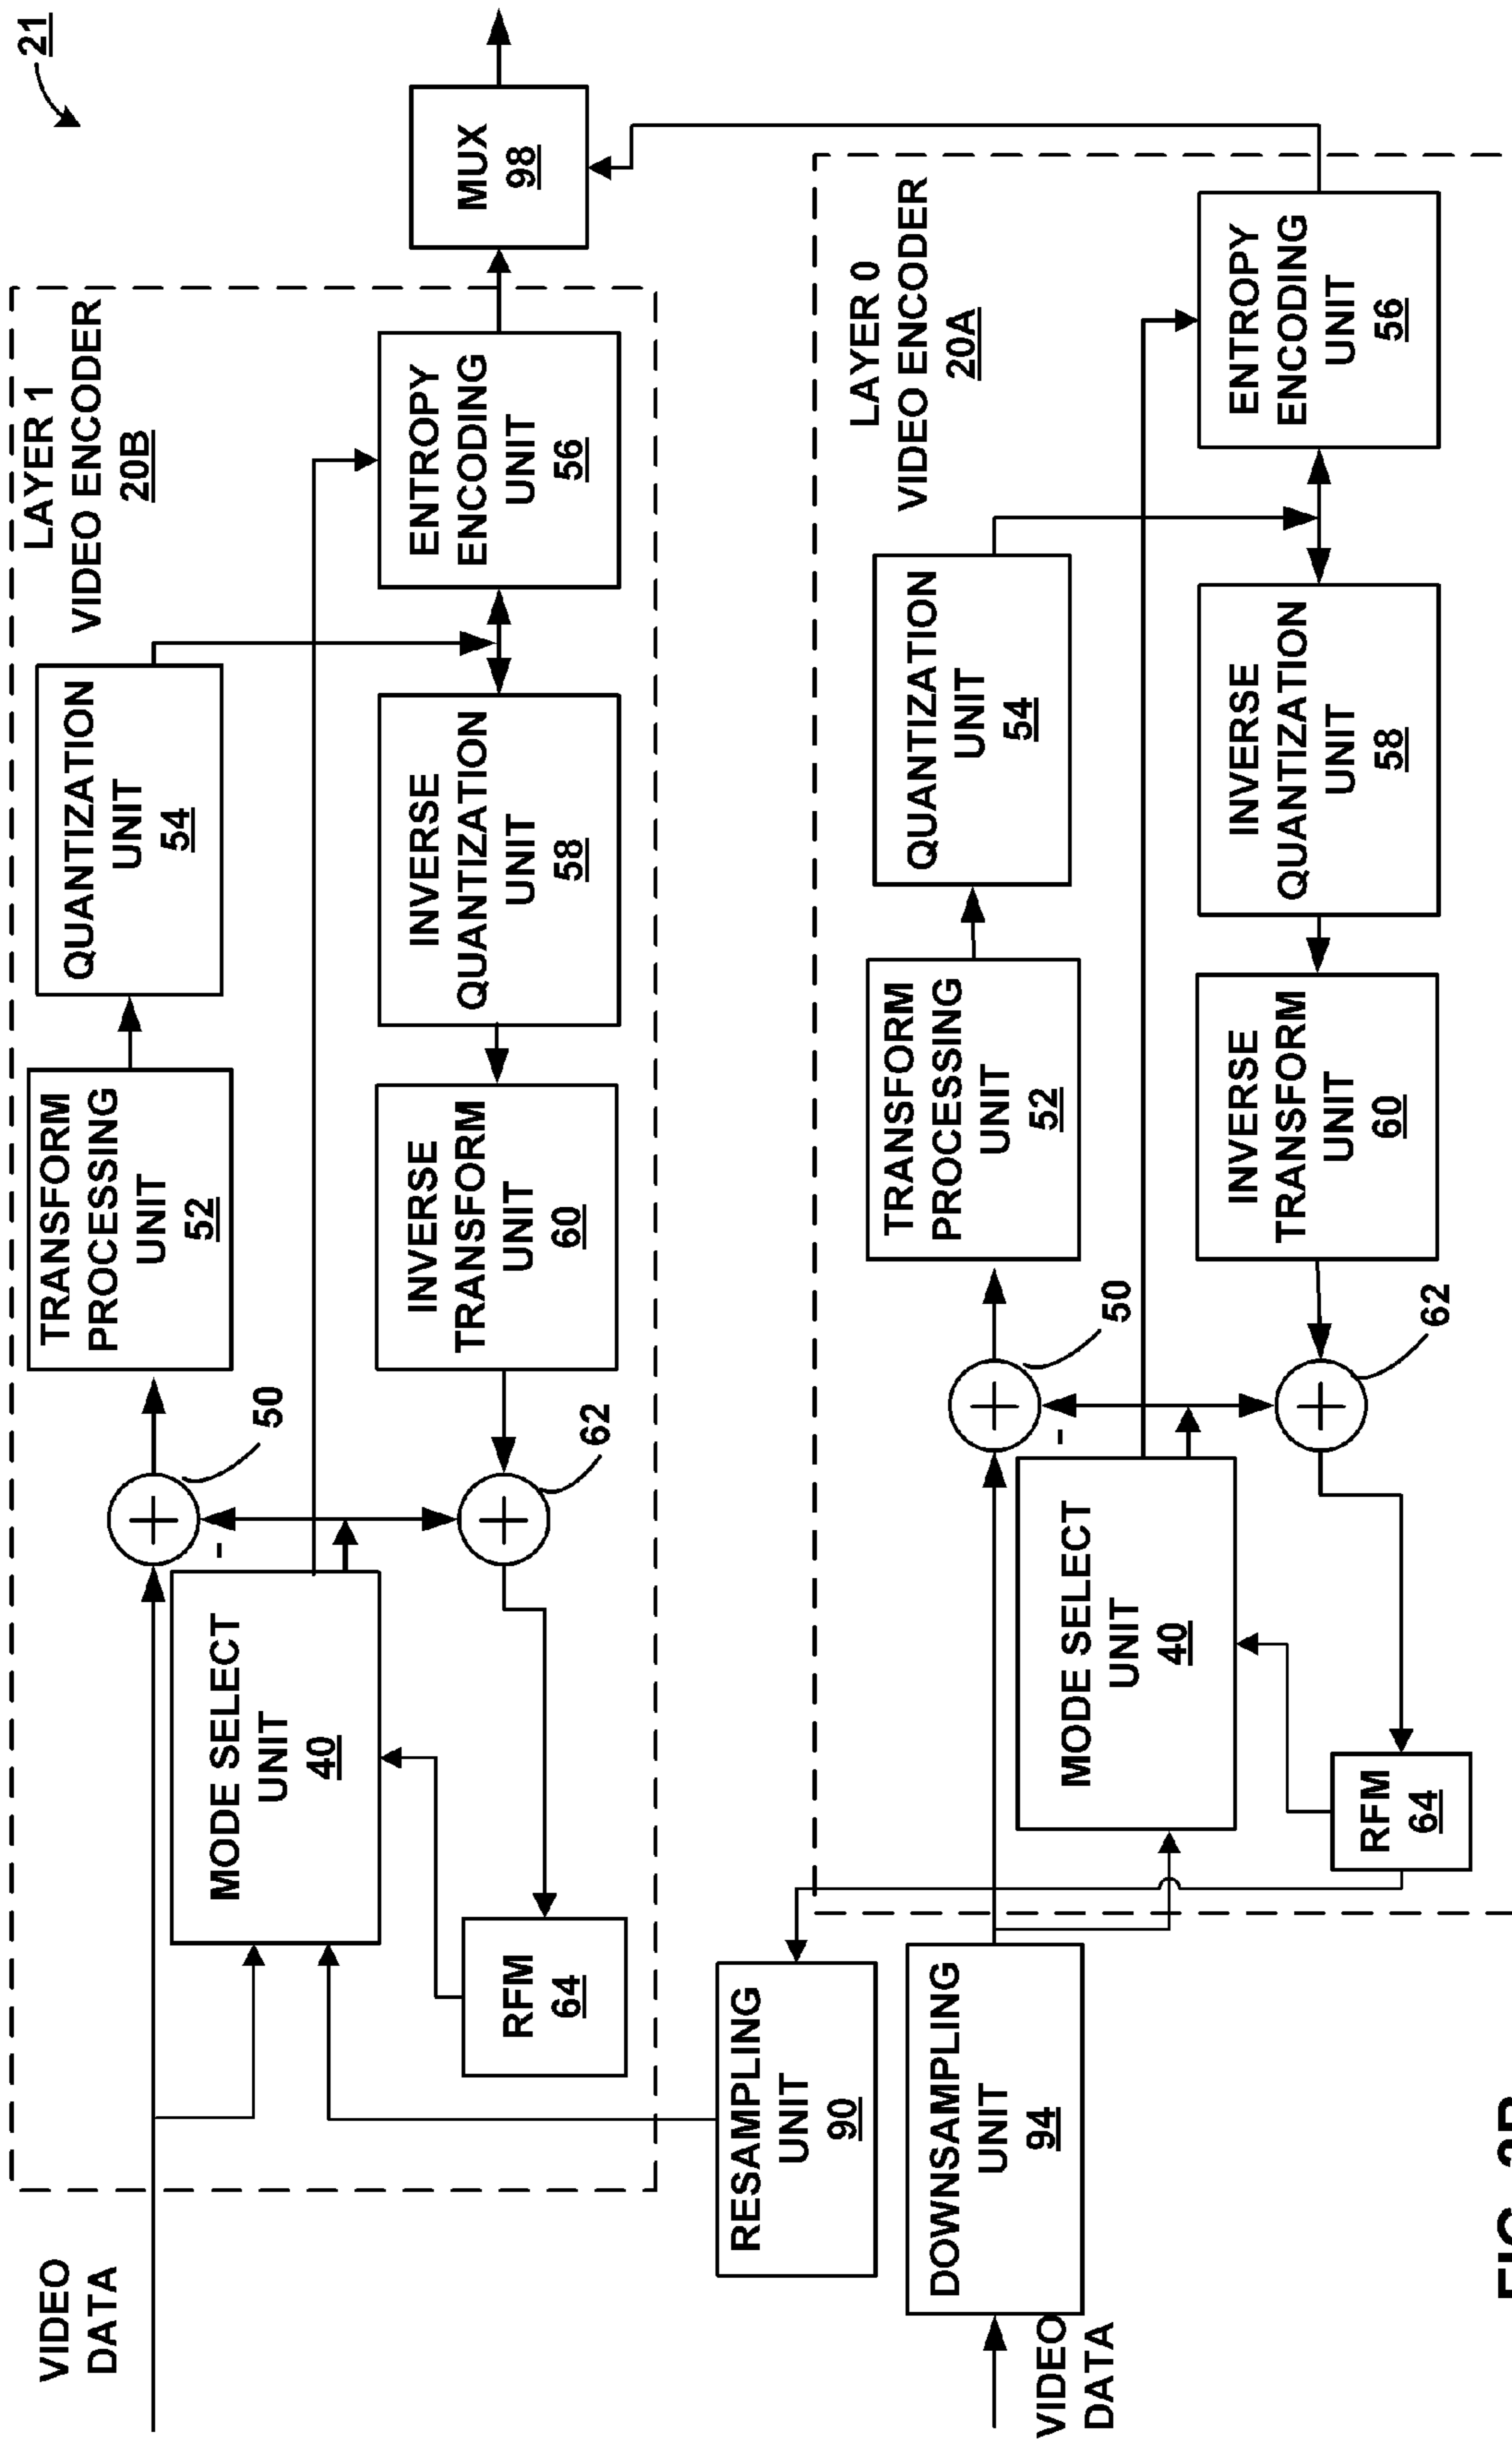 21
LAYER 1
VIDEO ENCODER
20B
VIDEO
DATA
TRANSFORM
PROCESSING
UNIT
52
QUANTIZATION
UNIT
54
50
-
MODE SELECT
UNIT
40
62
INVERSE
TRANSFORM
UNIT
60
INVERSE
QUANTIZATION
UNIT
58
ENTROPY
ENCODING
UNIT
56
MUX
98
RFM
64
RESAMPLING
UNIT
90
LAYER 0
VIDEO ENCODER
20A
DOWNSAMPLING
UNIT
94
VIDEO
DATA
TRANSFORM
PROCESSING
UNIT
52
QUANTIZATION
UNIT
54
50
-
MODE SELECT
UNIT
40
62
INVERSE
TRANSFORM
UNIT
60
INVERSE
QUANTIZATION
UNIT
58
ENTROPY
ENCODING
UNIT
56
RFM
64